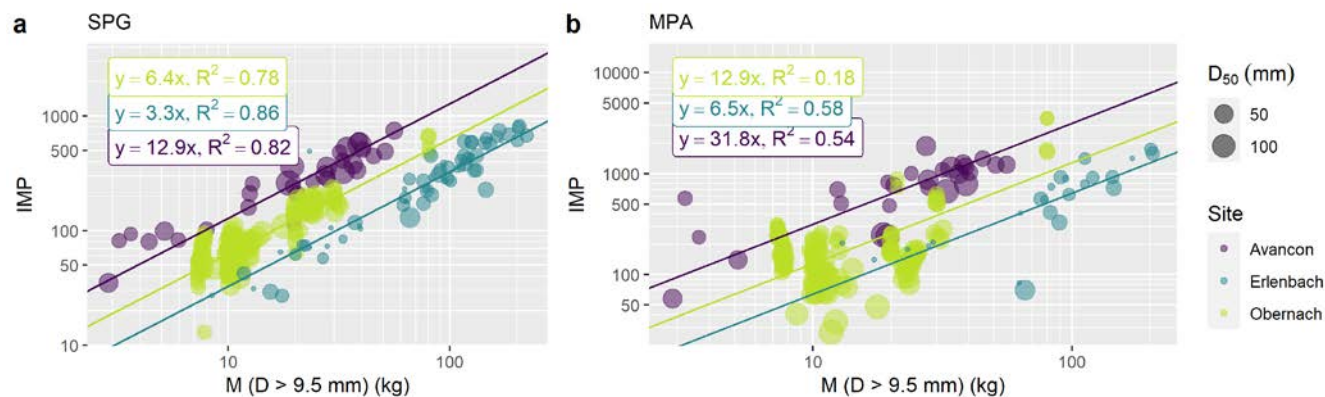 a
SPG
y = 6.4x, R² = 0.78
y = 3.3x, R² = 0.86
y = 12.9x, R² = 0.82
1000
500
100
50
10
IMP
10
100
M (D > 9.5 mm) (kg)
b
MPA
y = 12.9x, R² = 0.18
y = 6.5x, R² = 0.58
y = 31.8x, R² = 0.54
10000
5000
1000
500
100
50
IMP
10
100
M (D > 9.5 mm) (kg)
D₅₀ (mm)
50
100
Site
Avancon
Erlenbach
Obernach